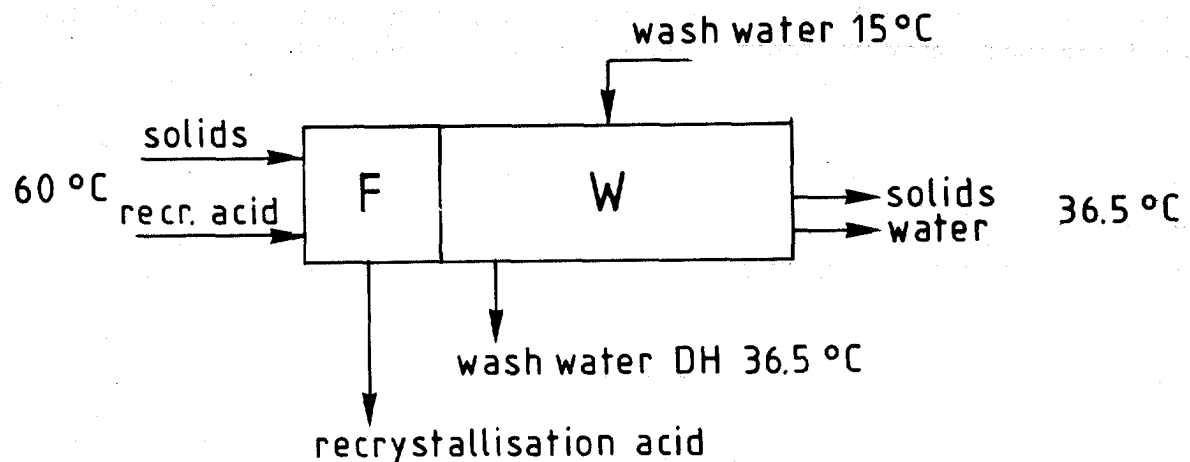 wash water 15°C
solids
60 °C
recr. acid
F
W
solids
water
36.5 °C
wash water DH 36.5 °C
recrystallisation acid